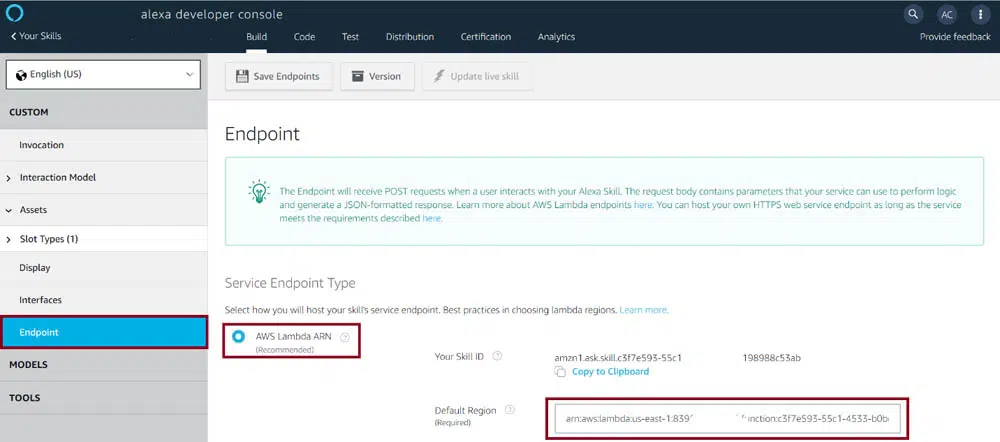 alexa developer console
AC
Your Skills
Build
Code
Test
Distribution
Certification
Analytics
Provide feedback
English (US)
Save Endpoints
Version
Update live skill
CUSTOM
Invocation
Interaction Model
Assets
Slot Types (1)
Display
Interfaces
Endpoint
MODELS
TOOLS
Endpoint
The Endpoint will receive POST requests when a user interacts with your Alexa Skill. The request body contains parameters that your service can use to perform logic
and generate a JSON-formatted response. Learn more about AWS Lambda endpoints here. You can host your own HTTPS web service endpoint as long as the service
meets the requirements described here.
Service Endpoint Type
Select how you will host your skill's service endpoint. Best practices in choosing lambda regions. Learn more.
AWS Lambda ARN ?
(Recommended)
Your Skill ID ?
amzn1.ask.skill.c3f7e593-55c1 198988c53ab
Copy to Clipboard
Default Region ?
(Required)
arn:aws:lambda:us-east-1:839 function:c3f7e593-55c1-4533-b0b